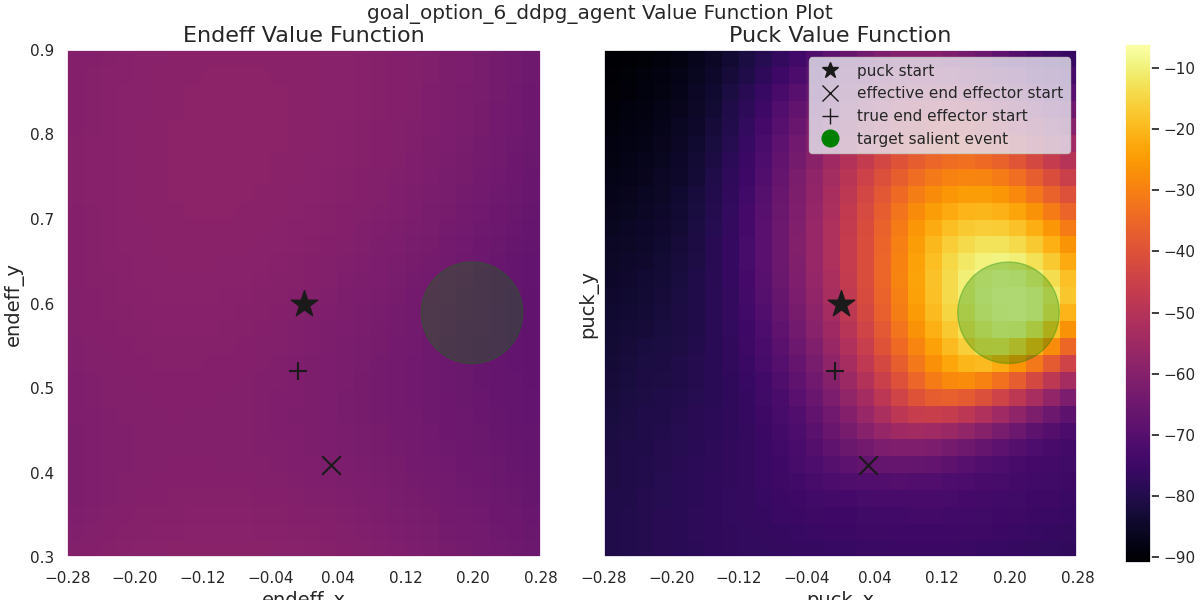 goal_option_6_ddpg_agent Value Function Plot
Endeff Value Function
Puck Value Function
0.9
0.8
0.7
0.6
0.5
0.4
0.3
endeff_y
−0.28 −0.20 −0.12 −0.04 0.04 0.12 0.20 0.28
endeff_x
puck_y
puck start
effective end effector start
true end effector start
target salient event
−0.28 −0.20 −0.12 −0.04 0.04 0.12 0.20 0.28
puck_x
−10
−20
−30
−40
−50
−60
−70
−80
−90